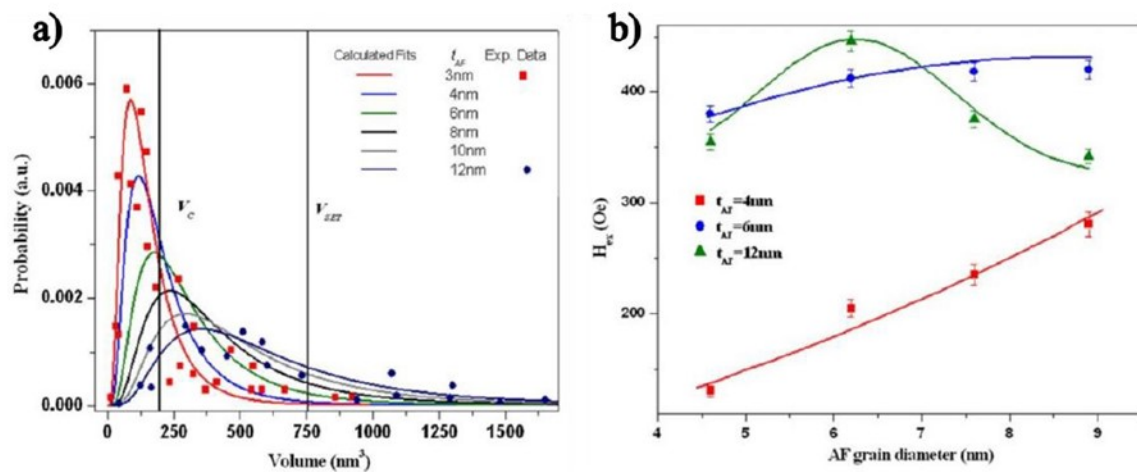 a)
Calculated Fits t_AF Exp. Data
3nm
4nm
6nm
8nm
10nm
12nm
V_C
V_SET
0.006
0.004
0.002
0.000
Probability (a.u.)
0 250 500 750 1000 1250 1500
Volume (nm³)
b)
400
300
200
H_ex (Oe)
t_AF=4nm
t_AF=6nm
t_AF=12nm
4 5 6 7 8 9
AF grain diameter (nm)